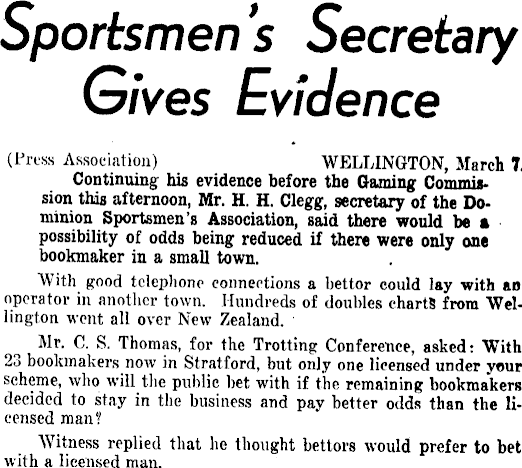 Sportsmen's Secretary
Gives Evidence
(Press Association) WELLINGTON, March 7.
Continuing his evidence before the Gaming Commis-
sion this afternoon, Mr. H. H. Clegg, secretary of the Do-
minion Sportsmen's Association, said there would be a
possibility of odds being reduced if there were only one
bookmaker in a small town.
With good telephone connections a bettor could lay with an
operator in another town. Hundreds of doubles charts from Wel-
lington went all over New Zealand.
Mr. C. S. Thomas, for the Trotting Conference, asked: With
23 bookmakers now in Stratford, but only one licensed under your
scheme, who will the public bet with if the remaining bookmakers
decided to stay in the business and pay better odds than the li-
censed man?
Witness replied that he thought bettors would prefer to bet
with a licensed man.